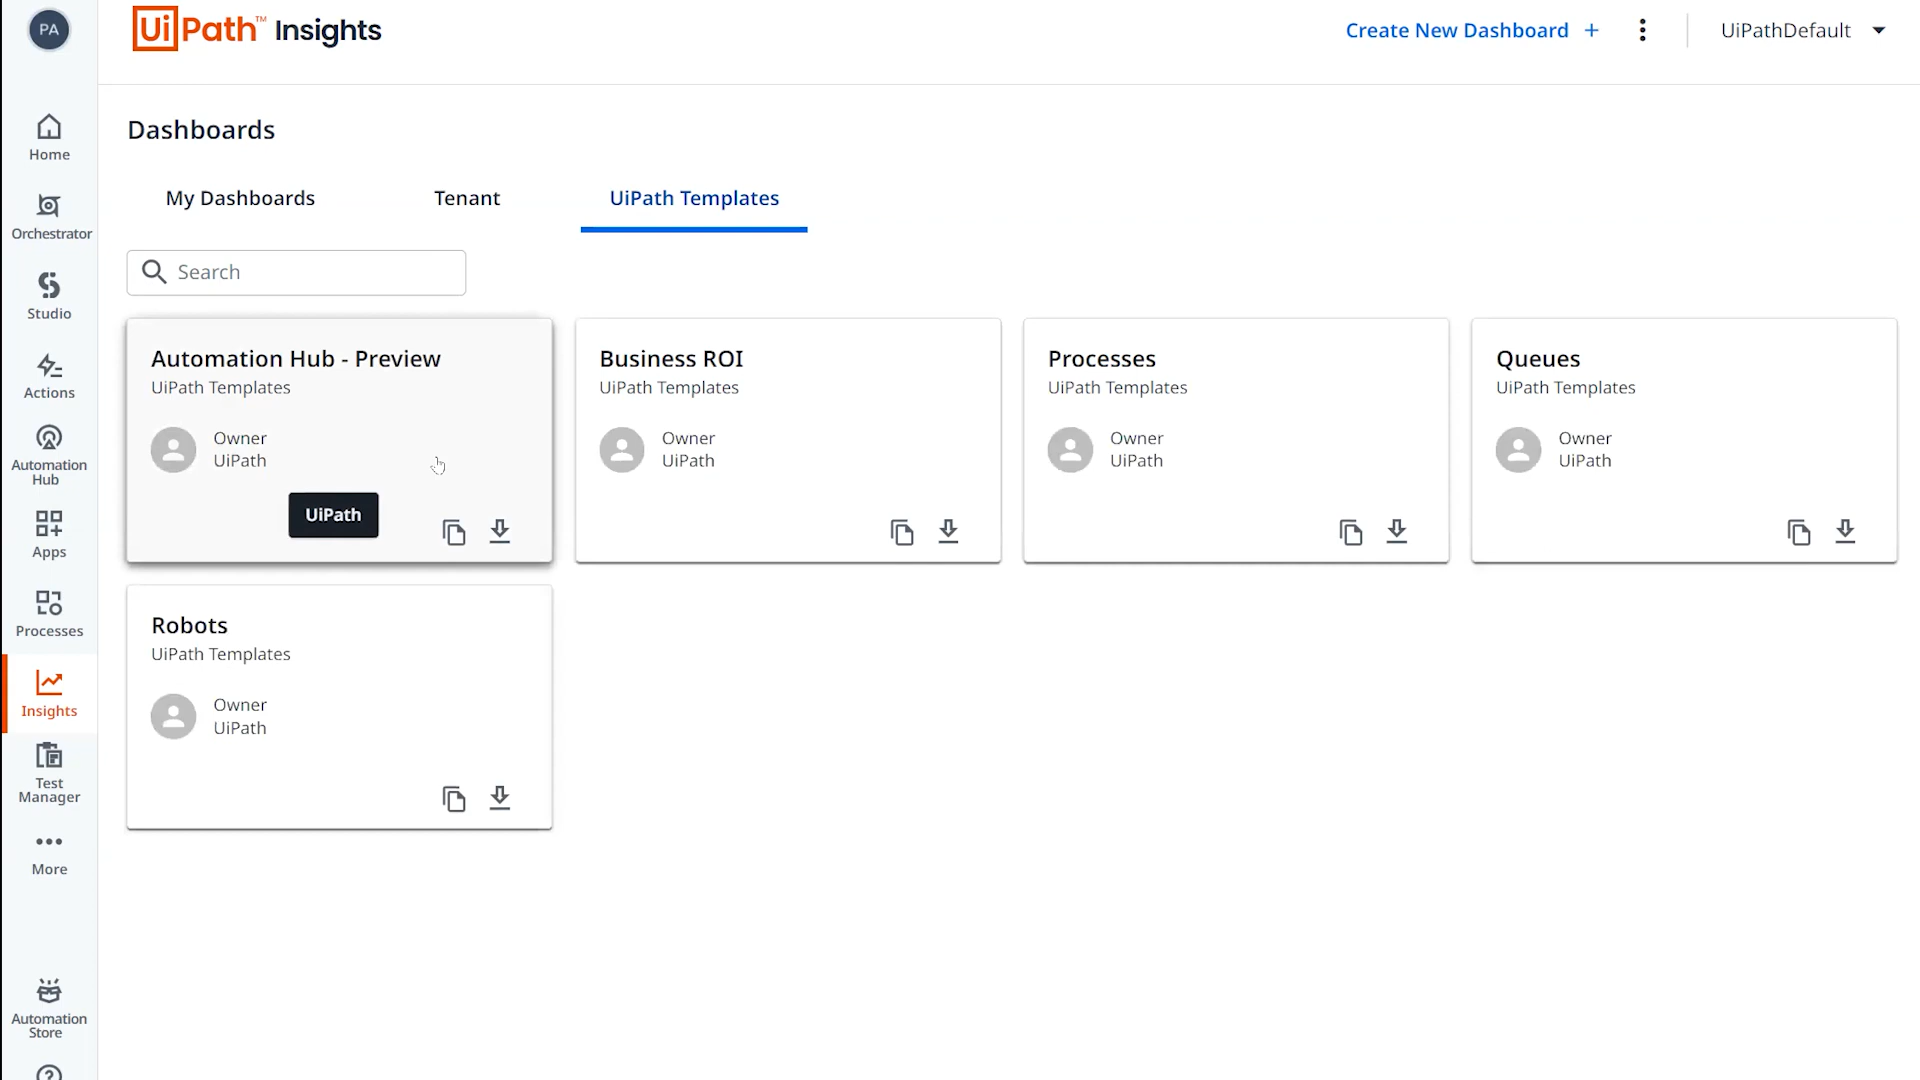 PA
UiPath™ Insights
Create New Dashboard +
UiPathDefault
Home
Orchestrator
Studio
Actions
Automation
Hub
Apps
Processes
Insights
Test
Manager
More
Automation
Store
Dashboards
My Dashboards
Tenant
UiPath Templates
Search
Automation Hub - Preview
UiPath Templates
Owner
UiPath
UiPath
Business ROI
UiPath Templates
Owner
UiPath
Processes
UiPath Templates
Owner
UiPath
Queues
UiPath Templates
Owner
UiPath
Robots
UiPath Templates
Owner
UiPath